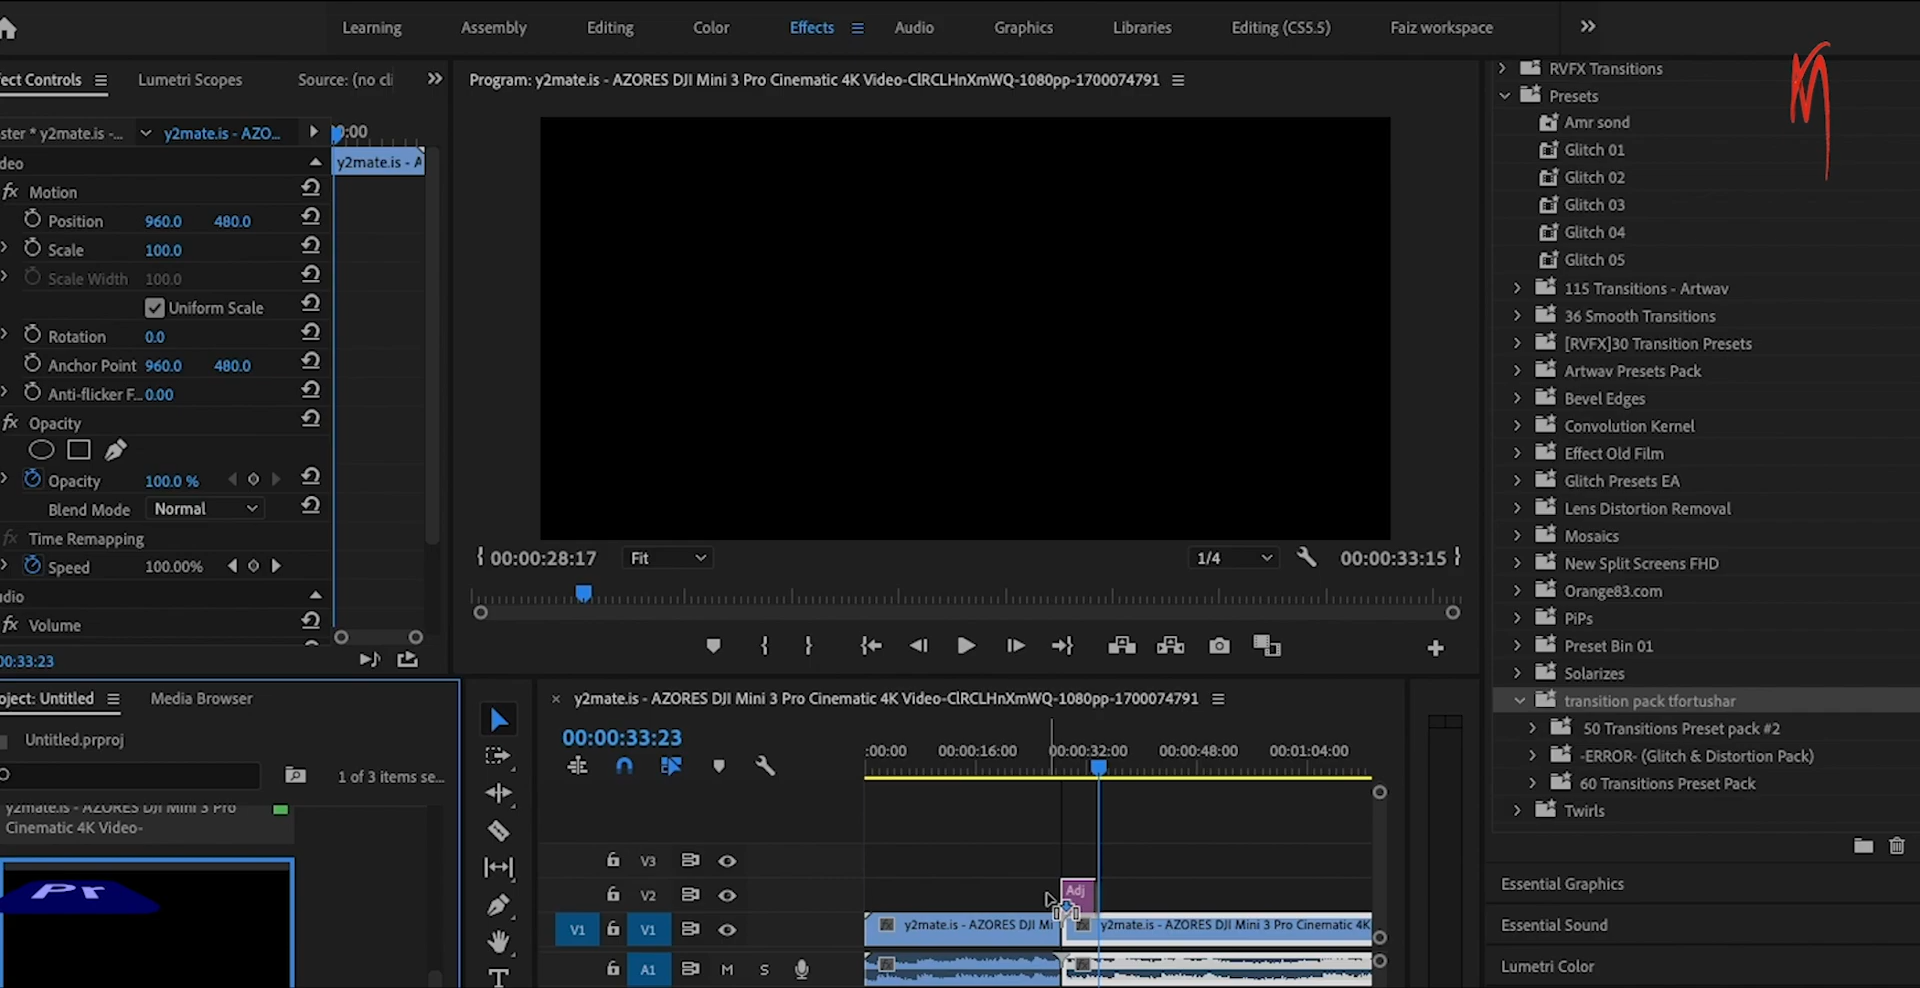 Learning Assembly Editing Color Effects Audio Graphics Libraries Editing (CS5.5) Faiz workspace
fect Controls Lumetri Scopes Source: (no cli
Program: y2mate.is - AZORES DJI Mini 3 Pro Cinematic 4K Video-ClRCLHnXmWQ-1080pp-1700074791
ster * y2mate.is -... y2mate.is - AZO... 0:00
y2mate.is - A
deo
fx Motion
Position 960.0 480.0
Scale 100.0
Scale Width 100.0
Uniform Scale
Rotation 0.0
Anchor Point 960.0 480.0
Anti-flicker F... 0.00
fx Opacity
Opacity 100.0 %
Blend Mode Normal
fx Time Remapping
Speed 100.00%
dio
fx Volume
00:33:23
00:00:28:17 Fit 1/4 00:00:33:15
RVFX Transitions
Presets
Amr sond
Glitch 01
Glitch 02
Glitch 03
Glitch 04
Glitch 05
115 Transitions - Artwav
36 Smooth Transitions
[RVFX]30 Transition Presets
Artwav Presets Pack
Bevel Edges
Convolution Kernel
Effect Old Film
Glitch Presets EA
Lens Distortion Removal
Mosaics
New Split Screens FHD
Orange83.com
PiPs
Preset Bin 01
Solarizes
transition pack tfortushar
50 Transitions Preset pack #2
-ERROR- (Glitch & Distortion Pack)
60 Transitions Preset Pack
Twirls
Essential Graphics
Essential Sound
Lumetri Color
oject: Untitled Media Browser
Untitled.prproj
1 of 3 items se...
y2mate.is - AZORES DJI Mini 3 Pro
Cinematic 4K Video-
Pr
y2mate.is - AZORES DJI Mini 3 Pro Cinematic 4K Video-ClRCLHnXmWQ-1080pp-1700074791
00:00:33:23
:00:00 00:00:16:00 00:00:32:00 00:00:48:00 00:01:04:00
V3
V2 Adj
V1 V1 fx y2mate.is - AZORES DJI Mi fx y2mate.is - AZORES DJI Mini 3 Pro Cinematic 4K
A1 M S fx fx
T